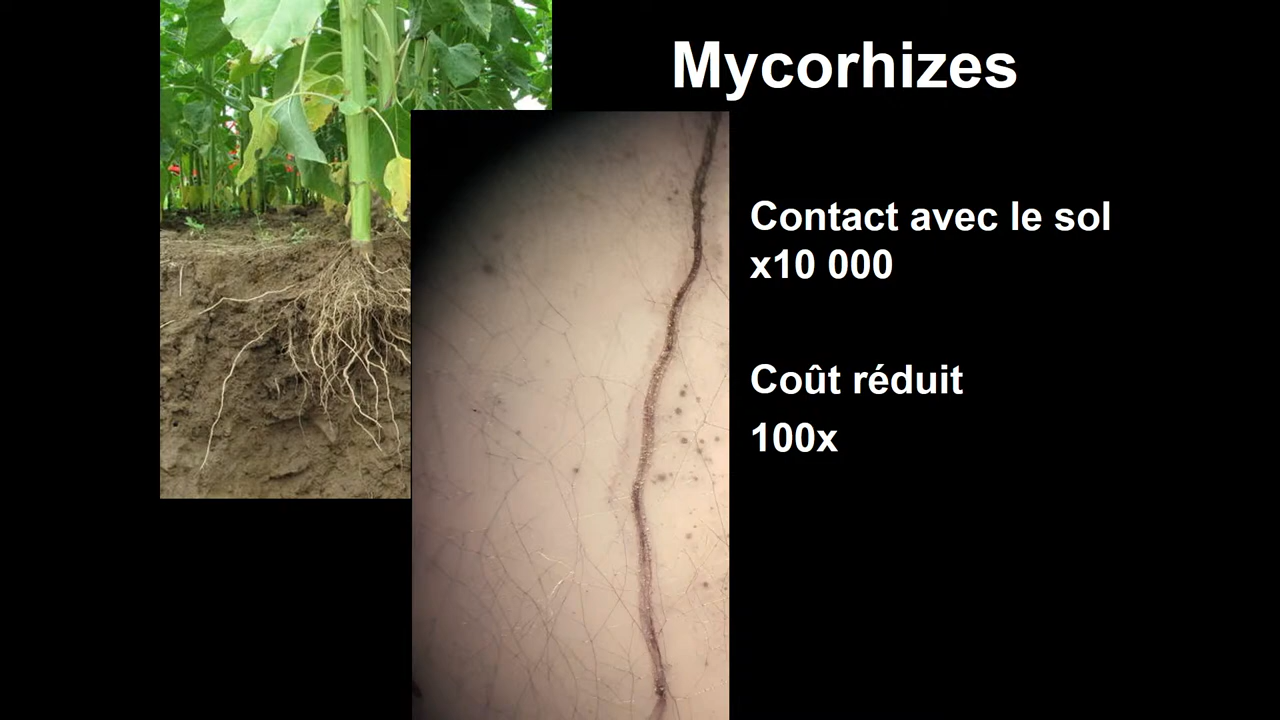 Mycorhizes
Contact avec le sol
x10 000
Coût réduit
100x